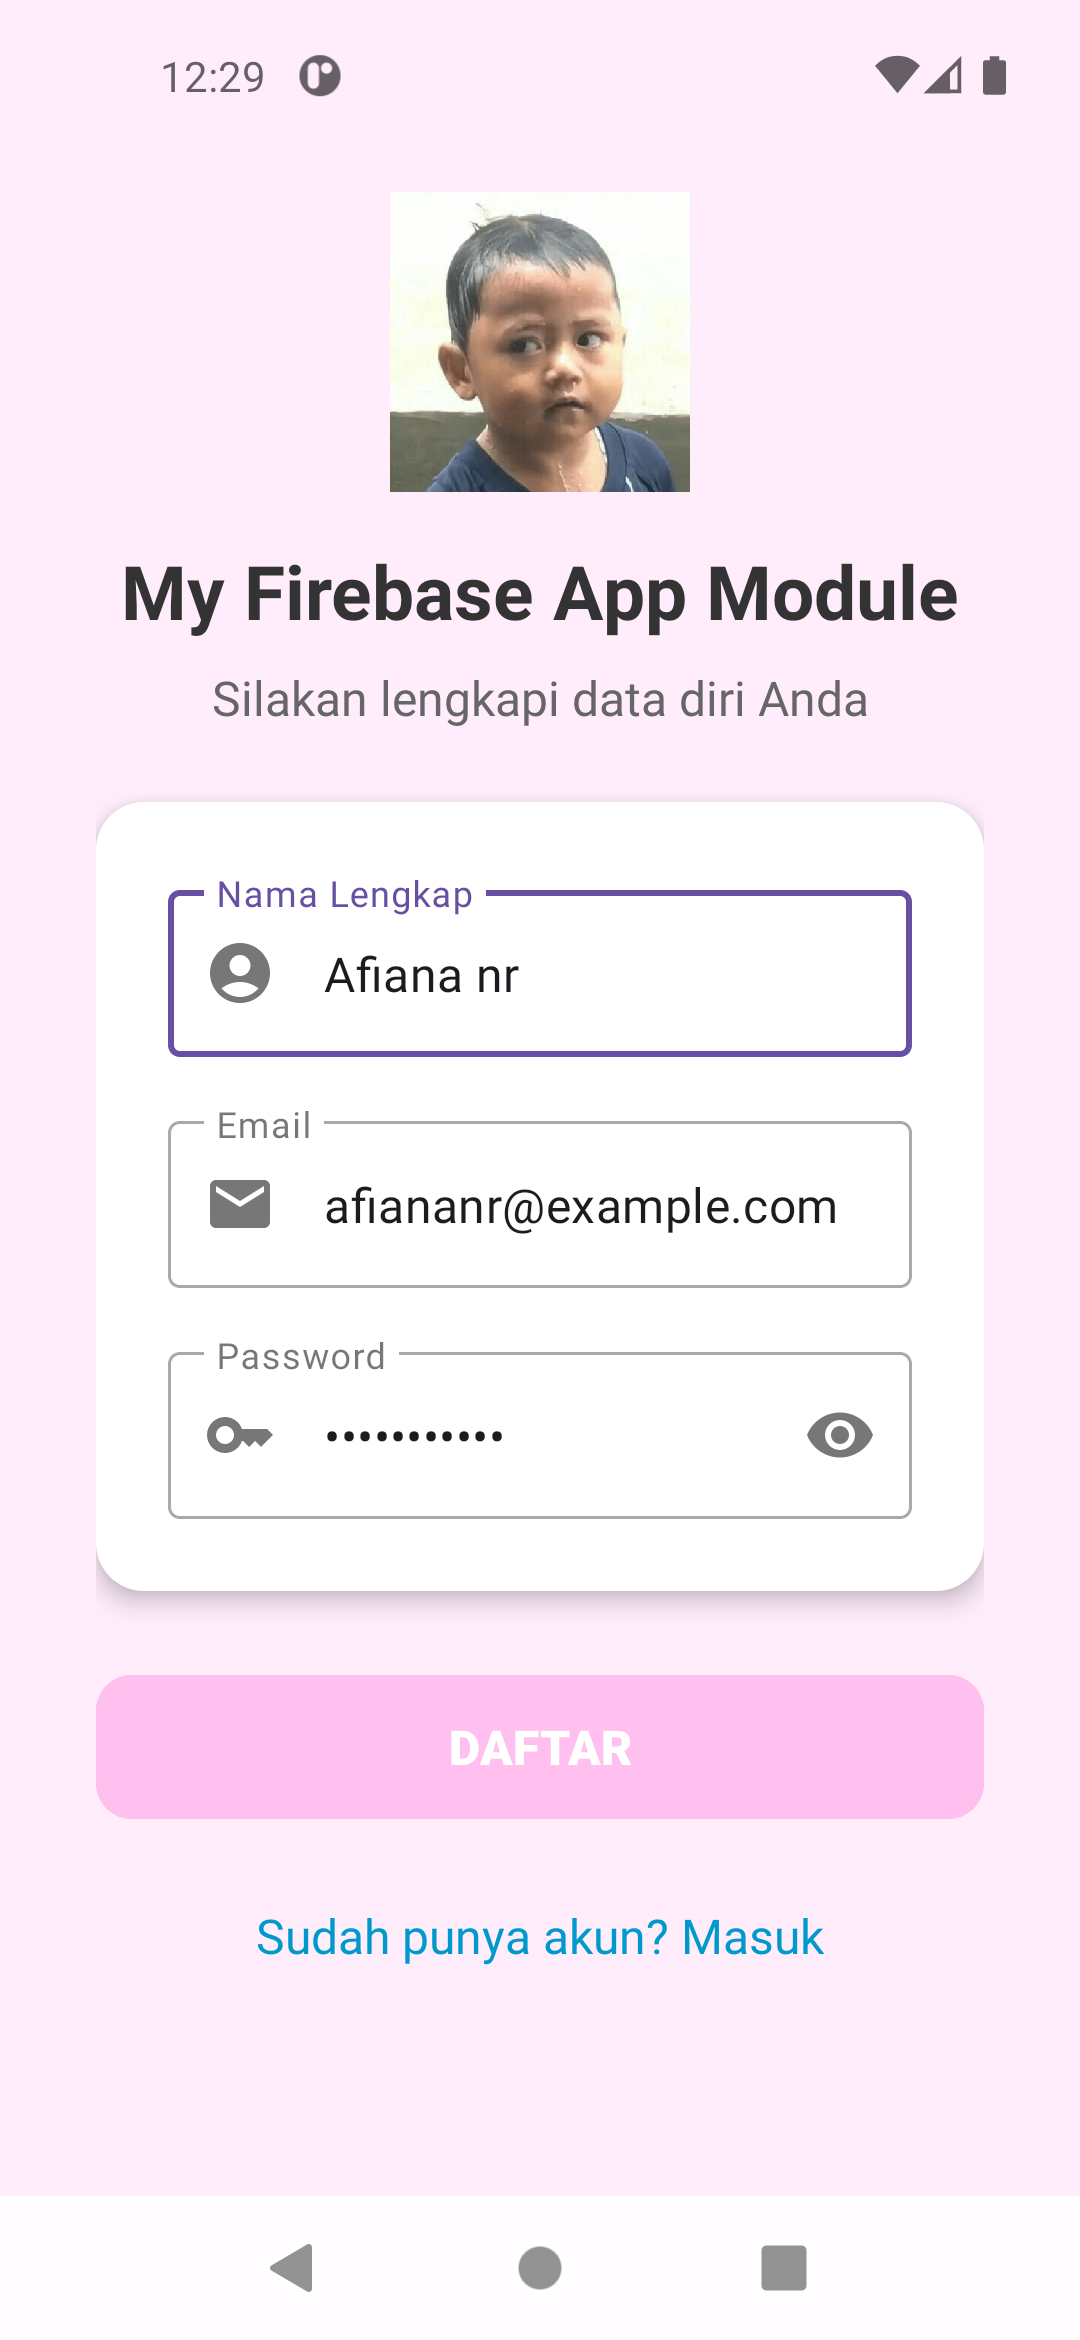 12:29
My Firebase App Module
Silakan lengkapi data diri Anda
Nama Lengkap
Afiana nr
Email
afiananr@example.com
Password
•••••••••••
DAFTAR
Sudah punya akun? Masuk